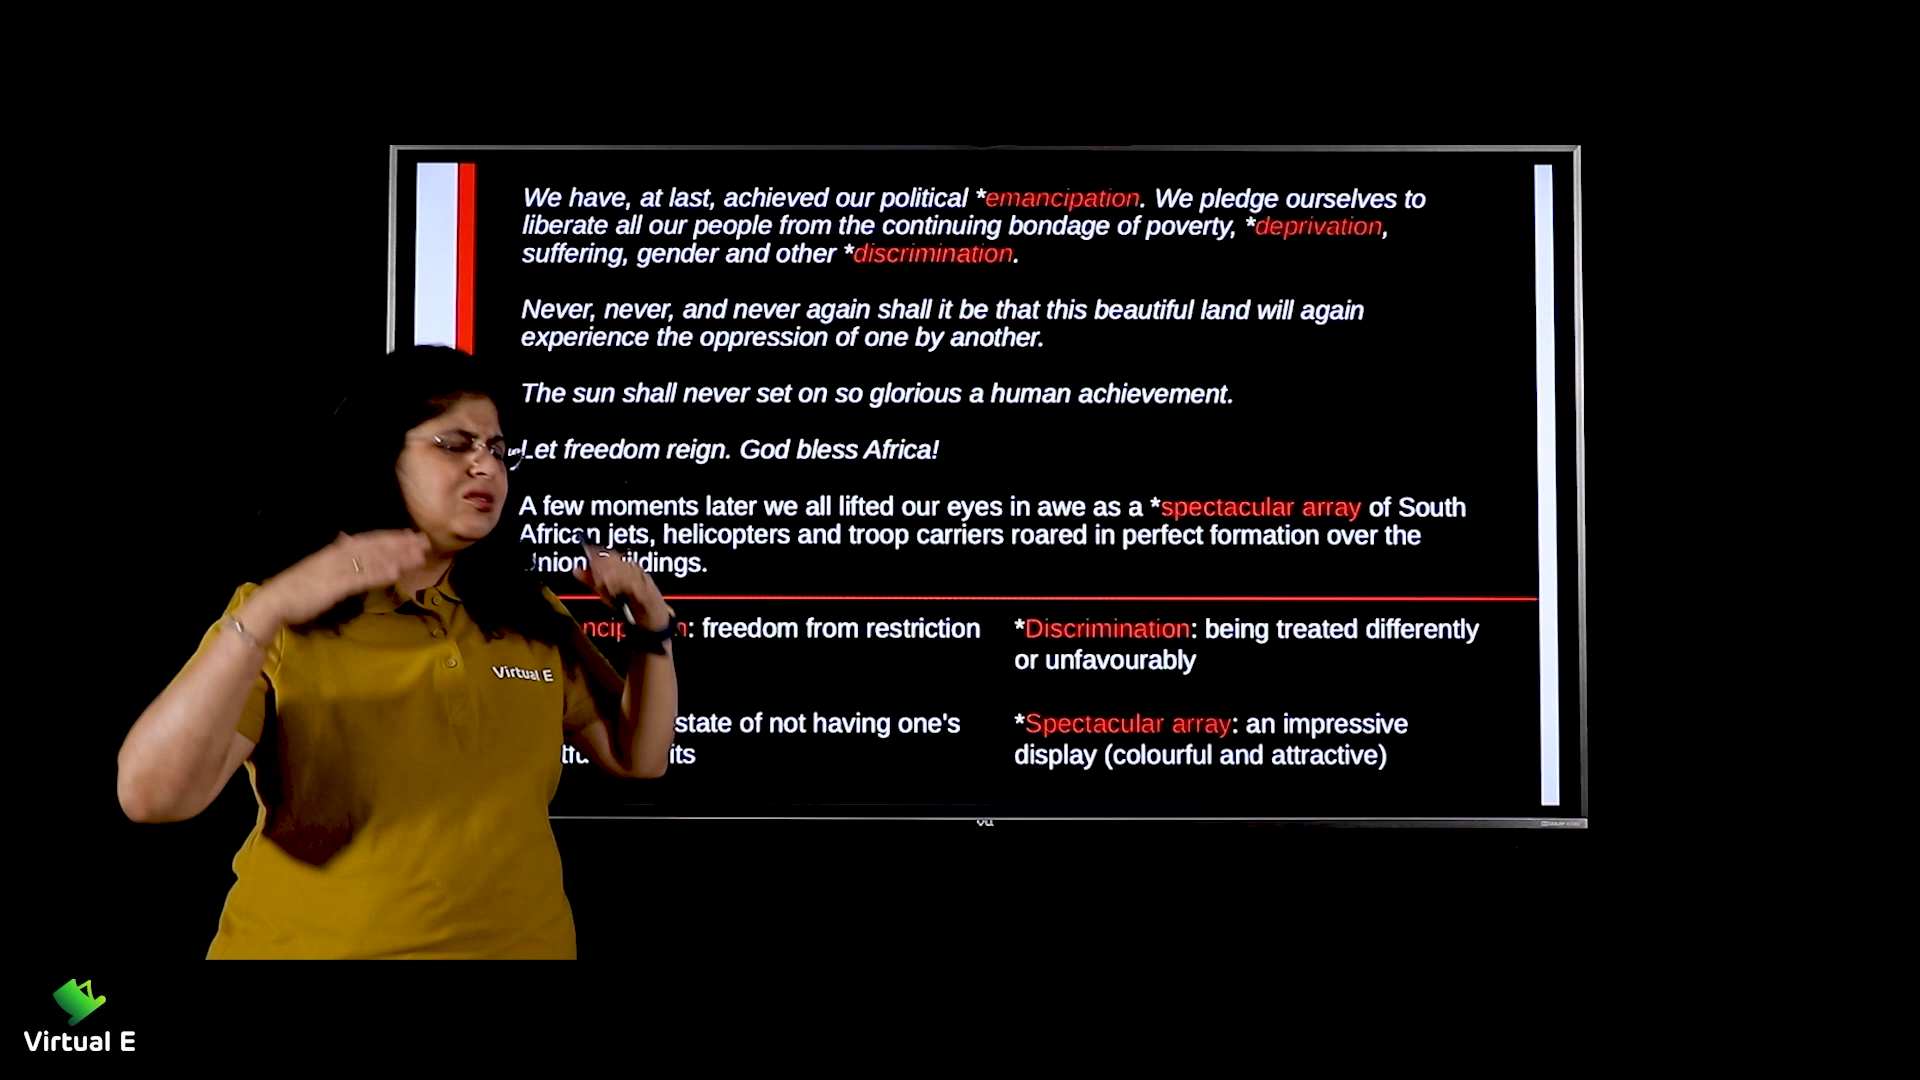 We have, at last, achieved our political *emancipation. We pledge ourselves to
liberate all our people from the continuing bondage of poverty, *deprivation,
suffering, gender and other *discrimination.
Never, never, and never again shall it be that this beautiful land will again
experience the oppression of one by another.
The sun shall never set on so glorious a human achievement.
Let freedom reign. God bless Africa!
A few moments later we all lifted our eyes in awe as a *spectacular array of South
African jets, helicopters and troop carriers roared in perfect formation over the
: freedom from restriction
*Discrimination: being treated differently
or unfavourably
state of not having one's
*Spectacular array: an impressive
display (colourful and attractive)
Virtual E
Virtual E